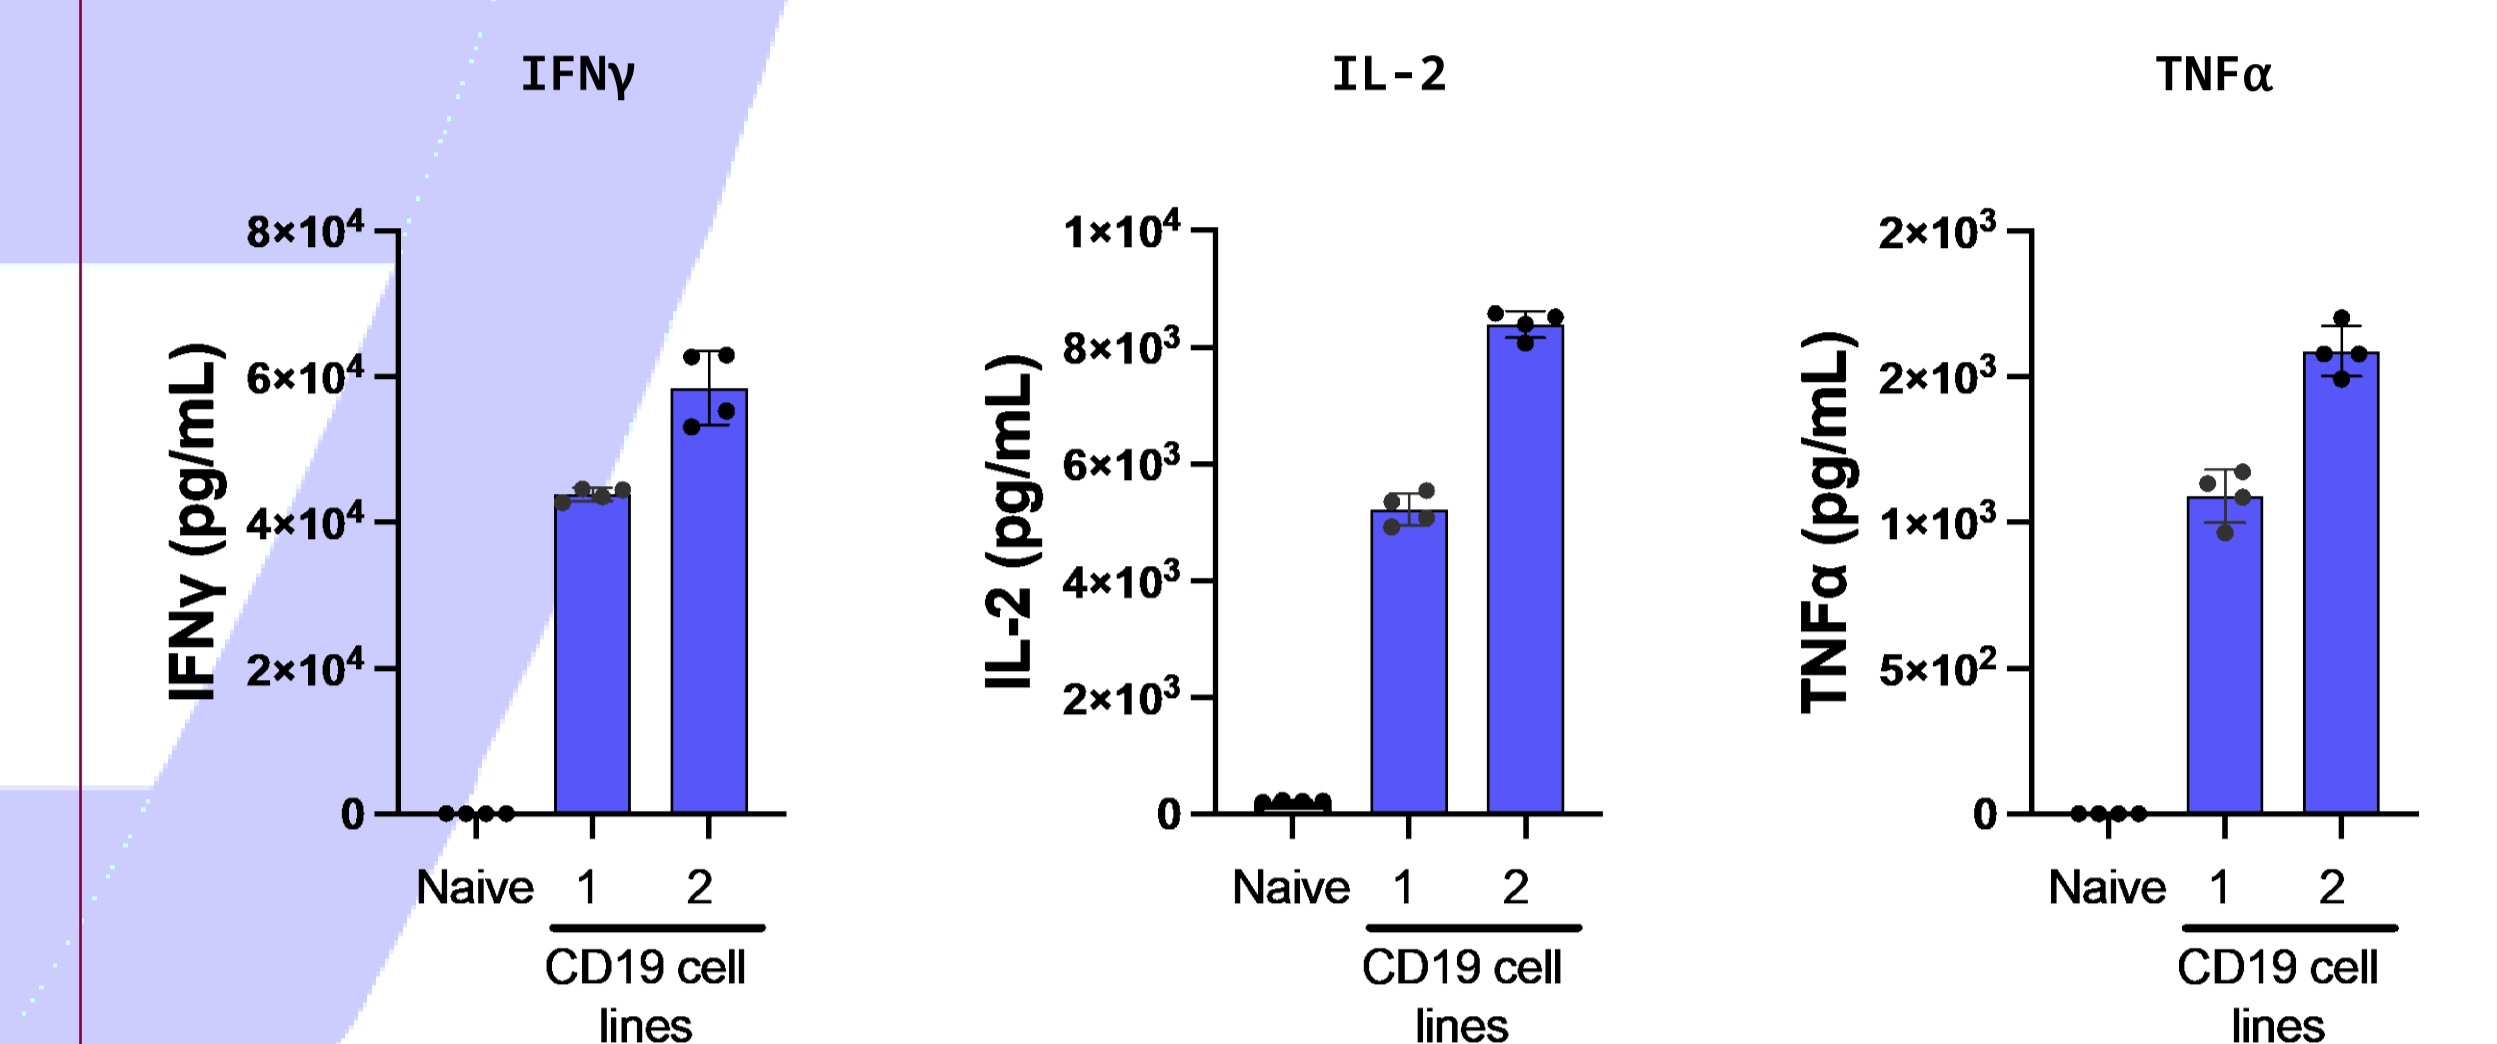 IFNγ
8×10⁴
6×10⁴
4×10⁴
2×10⁴
0
IFNγ (pg/mL)
Naive 1 2
CD19 cell
lines
IL-2
1×10⁴
8×10³
6×10³
4×10³
2×10³
0
IL-2 (pg/mL)
Naive 1 2
CD19 cell
lines
TNFα
2×10³
2×10³
1×10³
5×10²
0
TNFα (pg/mL)
Naive 1 2
CD19 cell
lines